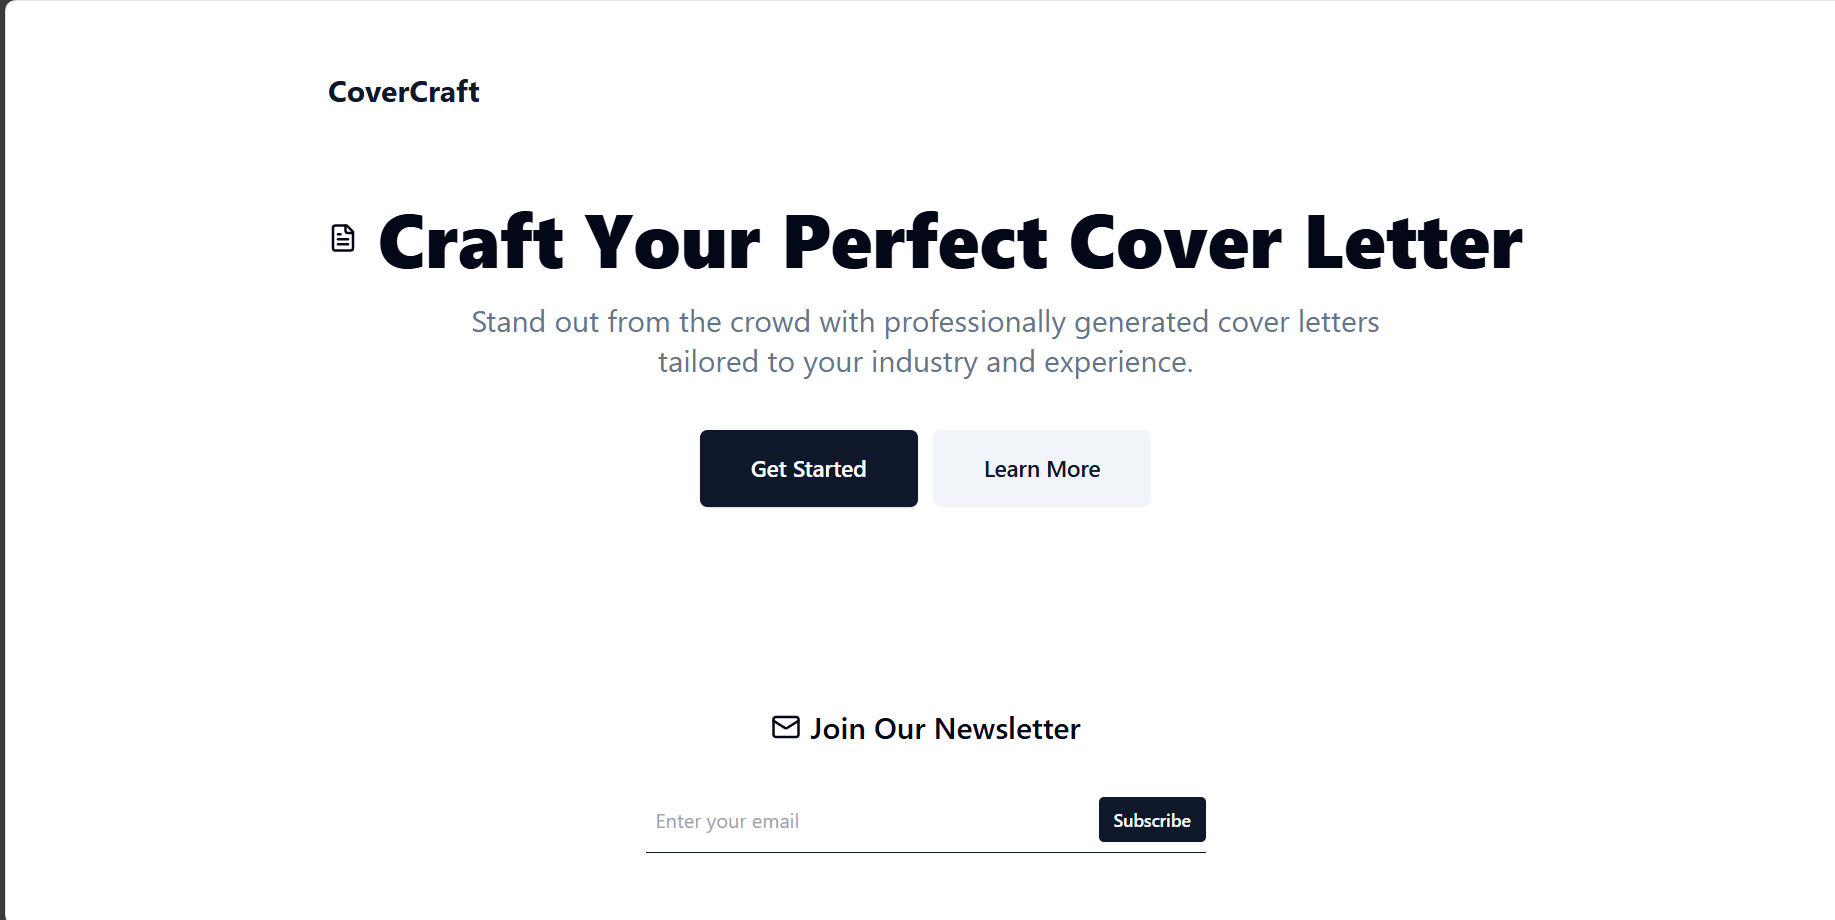 CoverCraft
Craft Your Perfect Cover Letter
Stand out from the crowd with professionally generated cover letters
tailored to your industry and experience.
Get Started
Learn More
Join Our Newsletter
Enter your email
Subscribe